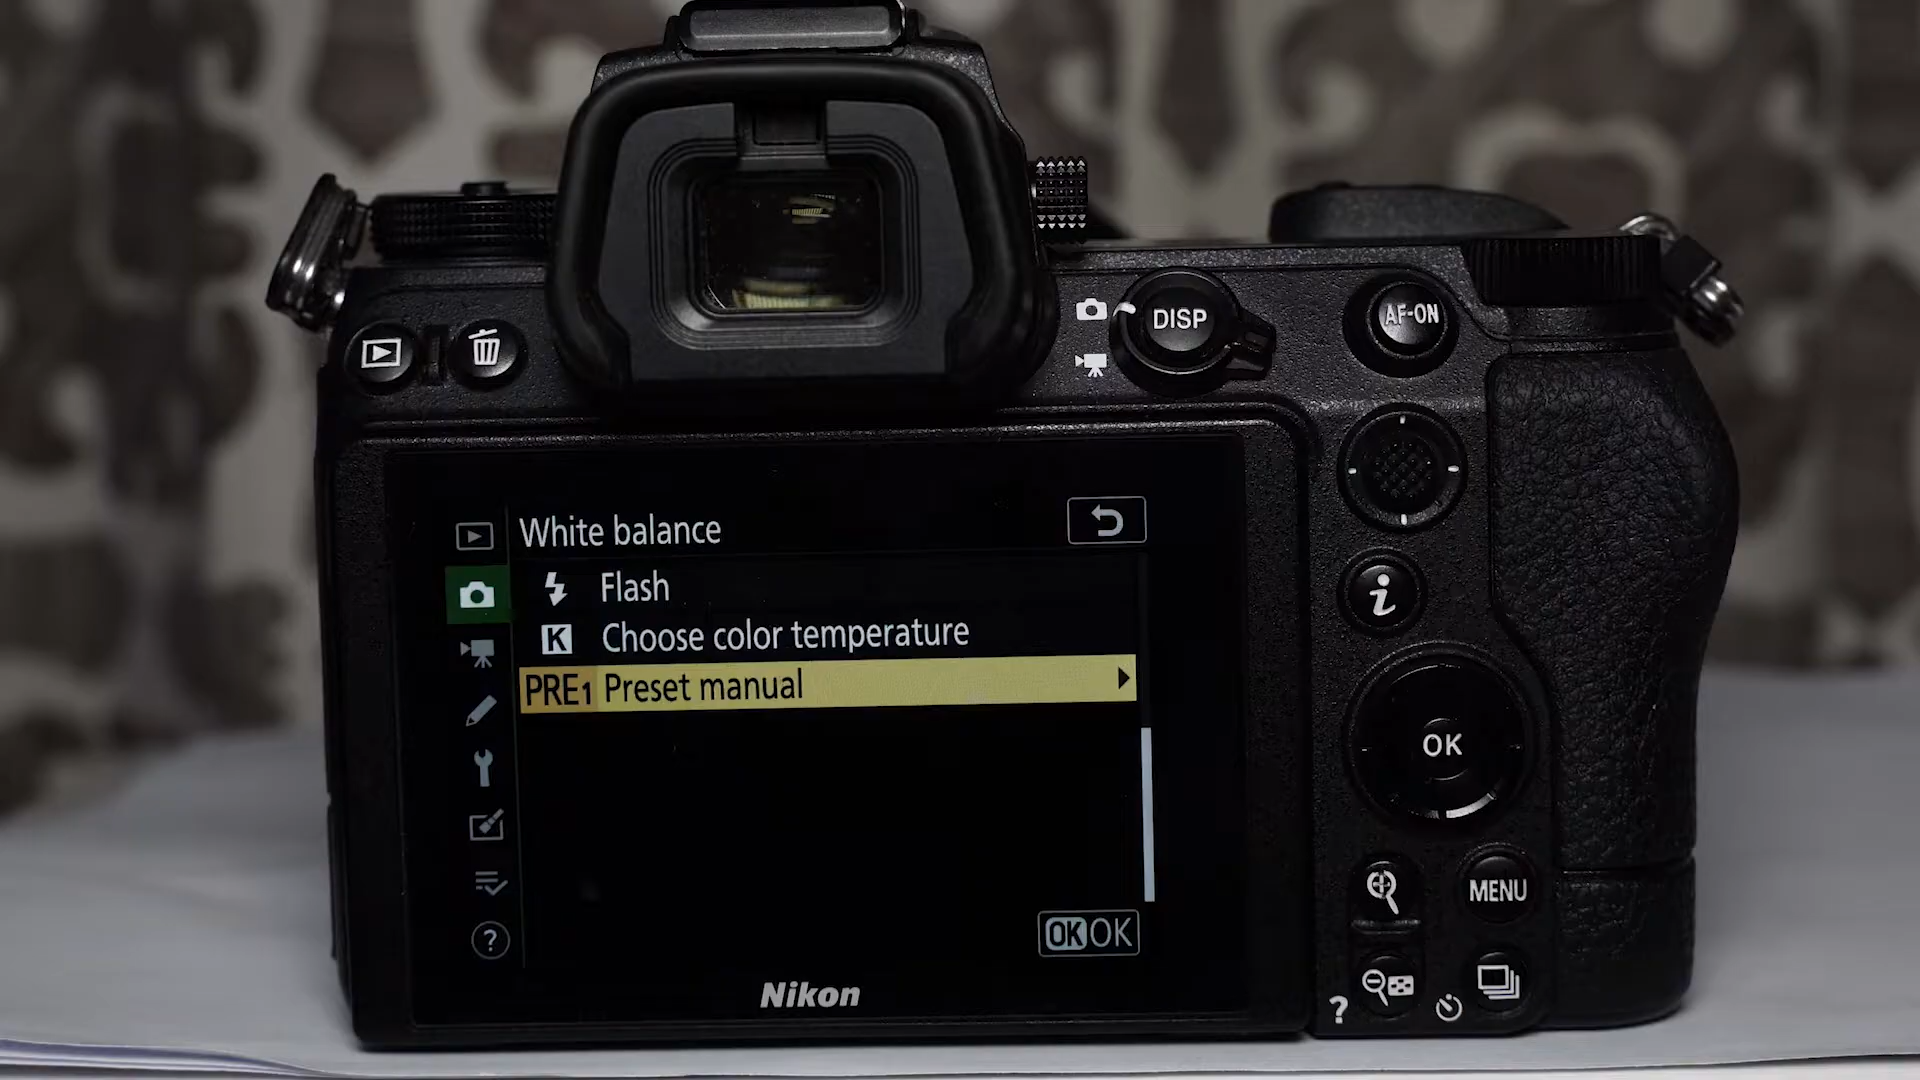 DISP
AF-ON
White balance
Flash
K Choose color temperature
PRE1 Preset manual
i
OK
MENU
?
OK OK
Nikon
?